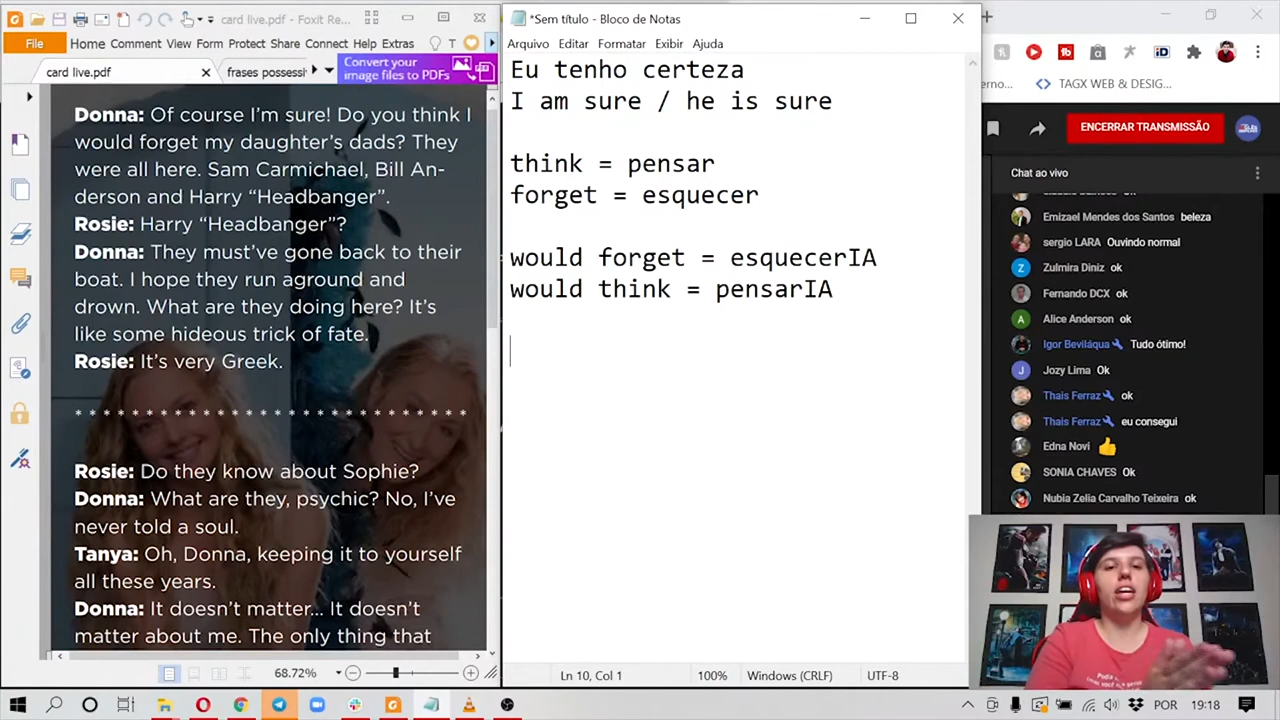 card live.pdf - Foxit Re...
File
Home
Comment
View
Form
Protect
Share
Connect
Help
Extras
T
card live.pdf
frases possessi
Convert your
image files to PDFs
Donna: Of course I'm sure! Do you think I
would forget my daughter's dads? They
were all here. Sam Carmichael, Bill An-
derson and Harry “Headbanger”.
Rosie: Harry “Headbanger”?
Donna: They must've gone back to their
boat. I hope they run aground and
drown. What are they doing here? It's
like some hideous trick of fate.
Rosie: It's very Greek.
* * * * * * * * * * * * * * * * * * * * * * * * * * *
Rosie: Do they know about Sophie?
Donna: What are they, psychic? No, I've
never told a soul.
Tanya: Oh, Donna, keeping it to yourself
all these years.
Donna: It doesn't matter... It doesn't
matter about me. The only thing that
68.72%
*Sem título - Bloco de Notas
Arquivo
Editar
Formatar
Exibir
Ajuda
Eu tenho certeza
I am sure / he is sure
think = pensar
forget = esquecer
would forget = esquecerIA
would think = pensarIA
Ln 10, Col 1
100%
Windows (CRLF)
UTF-8
erno...
TAGX WEB & DESIG...
ENCERRAR TRANSMISSÃO
Chat ao vivo
Emizael Mendes dos Santos beleza
sergio LARA Ouvindo normal
Zulmira Diniz ok
Fernando DCX ok
Alice Anderson ok
Igor Beviláqua Tudo ótimo!
Jozy Lima Ok
Thais Ferraz ok
Thais Ferraz eu consegui
Edna Novi
SONIA CHAVES Ok
Nubia Zelia Carvalho Teixeira ok
POR
19:18